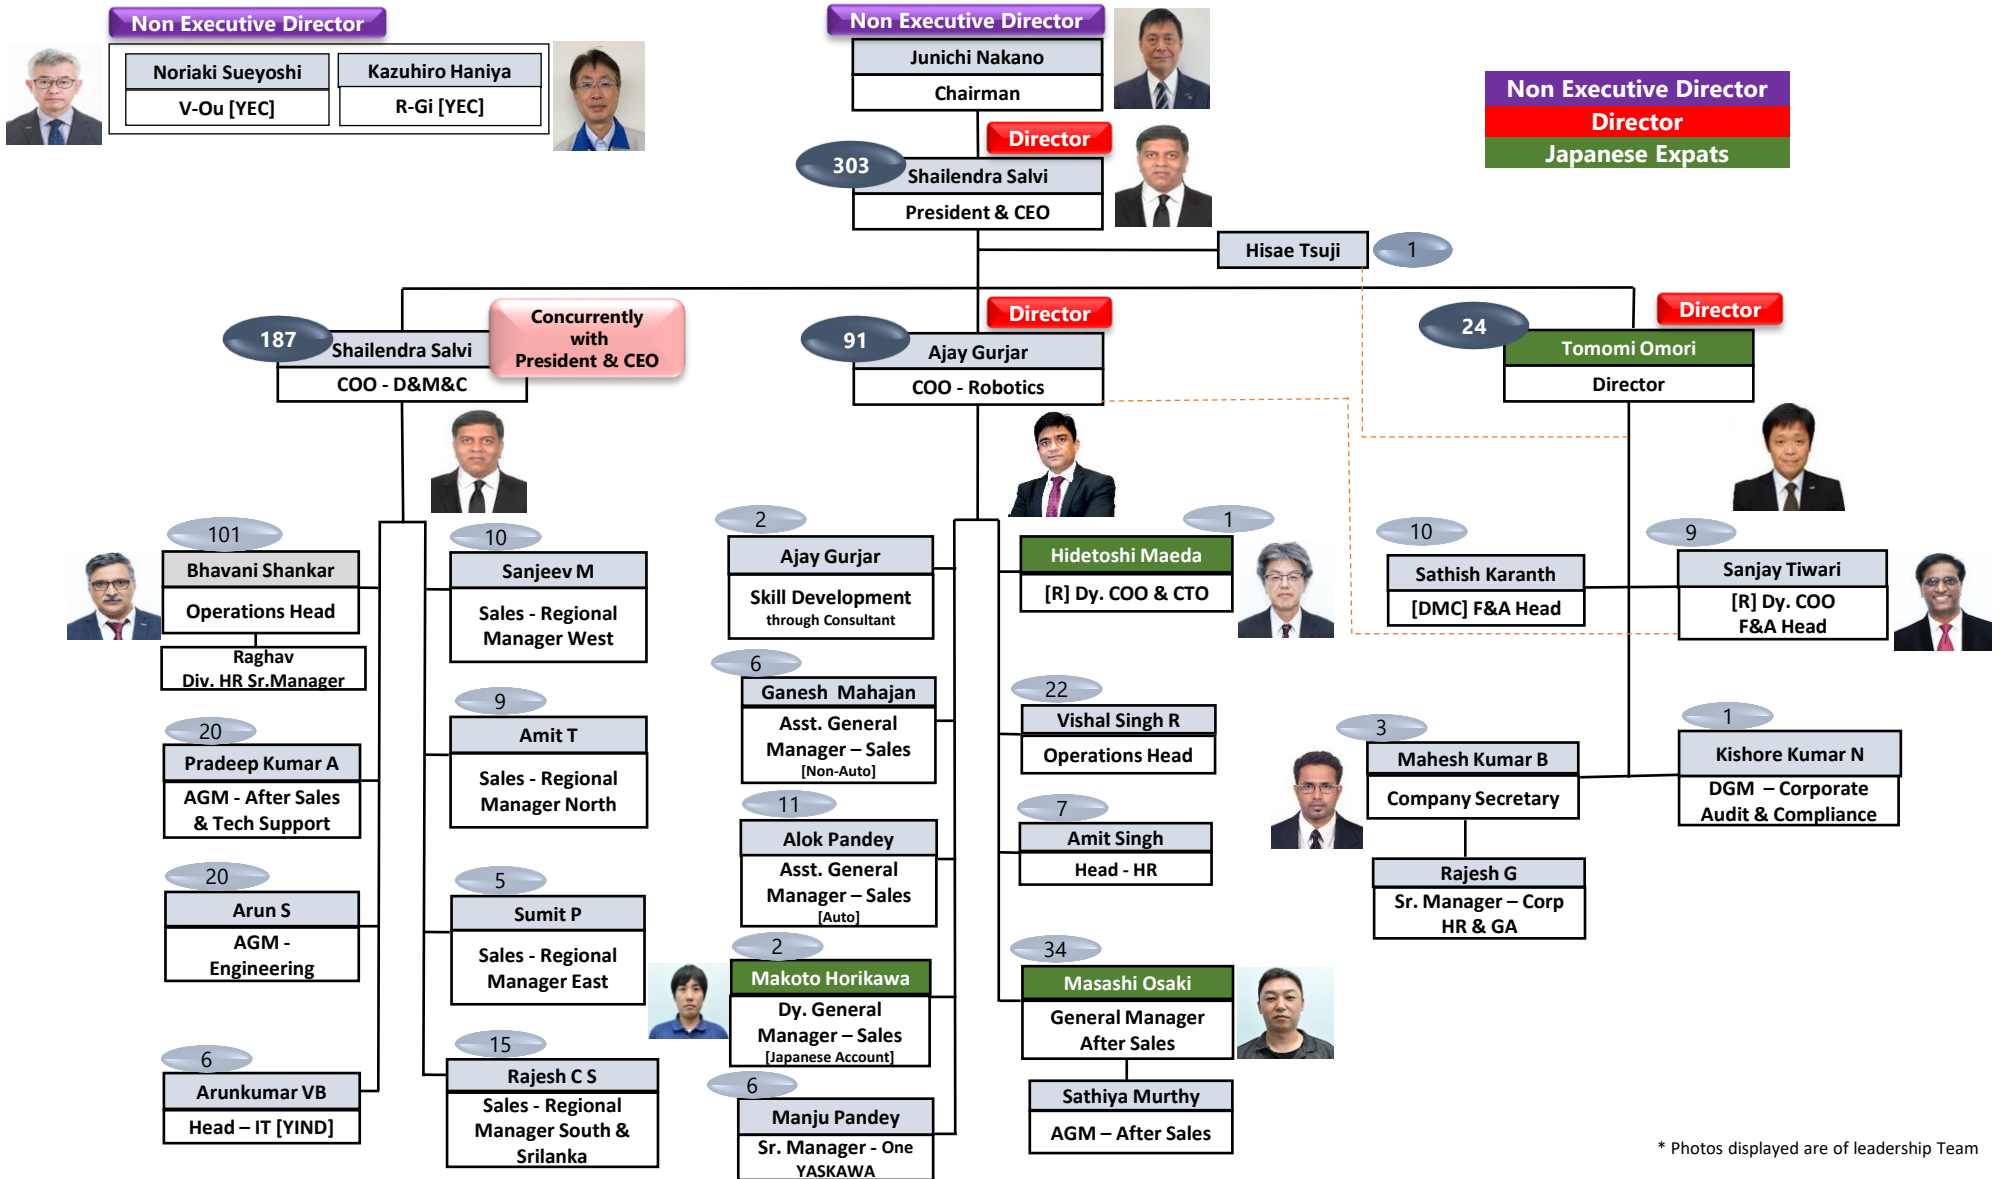 Non Executive Director
Noriaki Sueyoshi
V-Ou [YEC]
Kazuhiro Haniya
R-Gi [YEC]
Non Executive Director
Junichi Nakano
Chairman
Non Executive Director
Director
Japanese Expats
Director
303
Shailendra Salvi
President & CEO
Hisae Tsuji
1
187
Shailendra Salvi
COO - D&M&C
Concurrently
with
President & CEO
Director
91
Ajay Gurjar
COO - Robotics
Director
24
Tomomi Omori
Director
101
Bhavani Shankar
Operations Head
Raghav
Div. HR Sr.Manager
20
Pradeep Kumar A
AGM - After Sales
& Tech Support
20
Arun S
AGM -
Engineering
6
Arunkumar VB
Head – IT [YIND]
10
Sanjeev M
Sales - Regional
Manager West
9
Amit T
Sales - Regional
Manager North
5
Sumit P
Sales - Regional
Manager East
15
Rajesh C S
Sales - Regional
Manager South &
Srilanka
2
Ajay Gurjar
Skill Development
through Consultant
6
Ganesh  Mahajan
Asst. General
Manager – Sales
[Non-Auto]
11
Alok Pandey
Asst. General
Manager – Sales
[Auto]
2
Makoto Horikawa
Dy. General
Manager – Sales
[Japanese Account]
6
Manju Pandey
Sr. Manager - One
YASKAWA
1
Hidetoshi Maeda
[R] Dy. COO & CTO
22
Vishal Singh R
Operations Head
7
Amit Singh
Head - HR
34
Masashi Osaki
General Manager
After Sales
Sathiya Murthy
AGM – After Sales
10
Sathish Karanth
[DMC] F&A Head
9
Sanjay Tiwari
[R] Dy. COO
F&A Head
3
Mahesh Kumar B
Company Secretary
Rajesh G
Sr. Manager – Corp
HR & GA
1
Kishore Kumar N
DGM  – Corporate
Audit & Compliance
* Photos displayed are of leadership Team